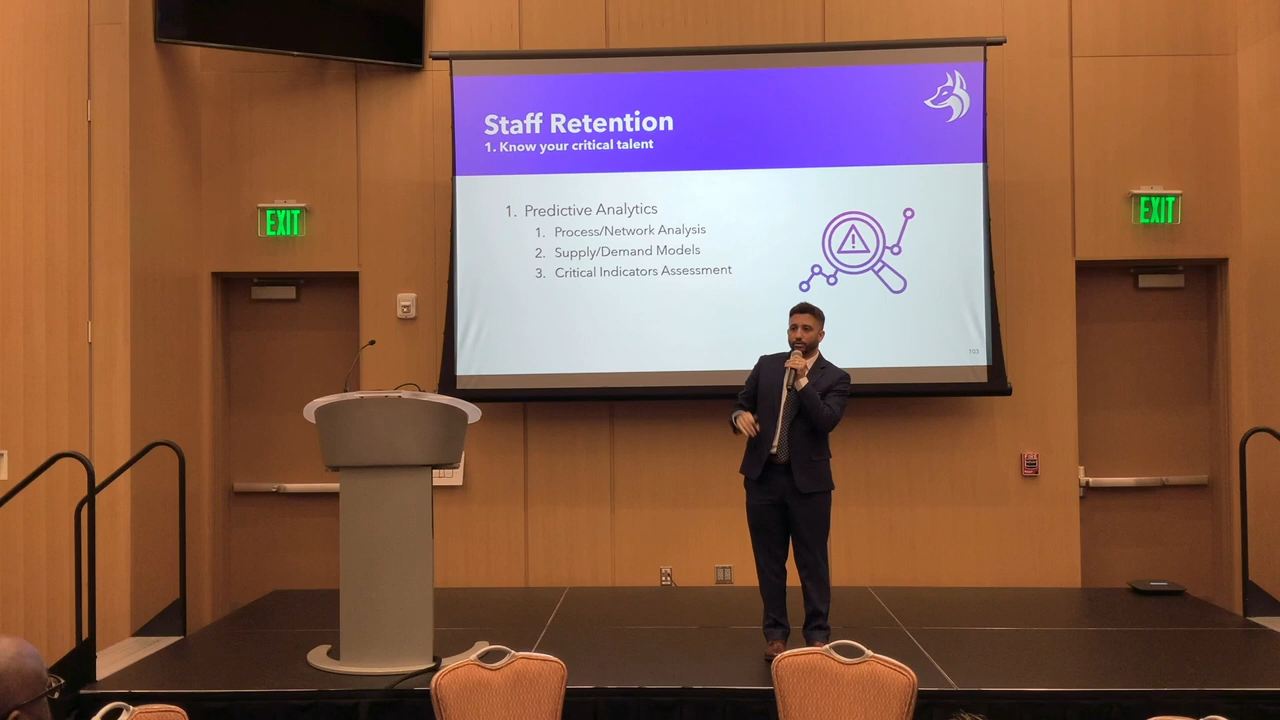 Staff Retention
1. Know your critical talent
1. Predictive Analytics
1. Process/Network Analysis
2. Supply/Demand Models
3. Critical Indicators Assessment
103
EXIT
EXIT